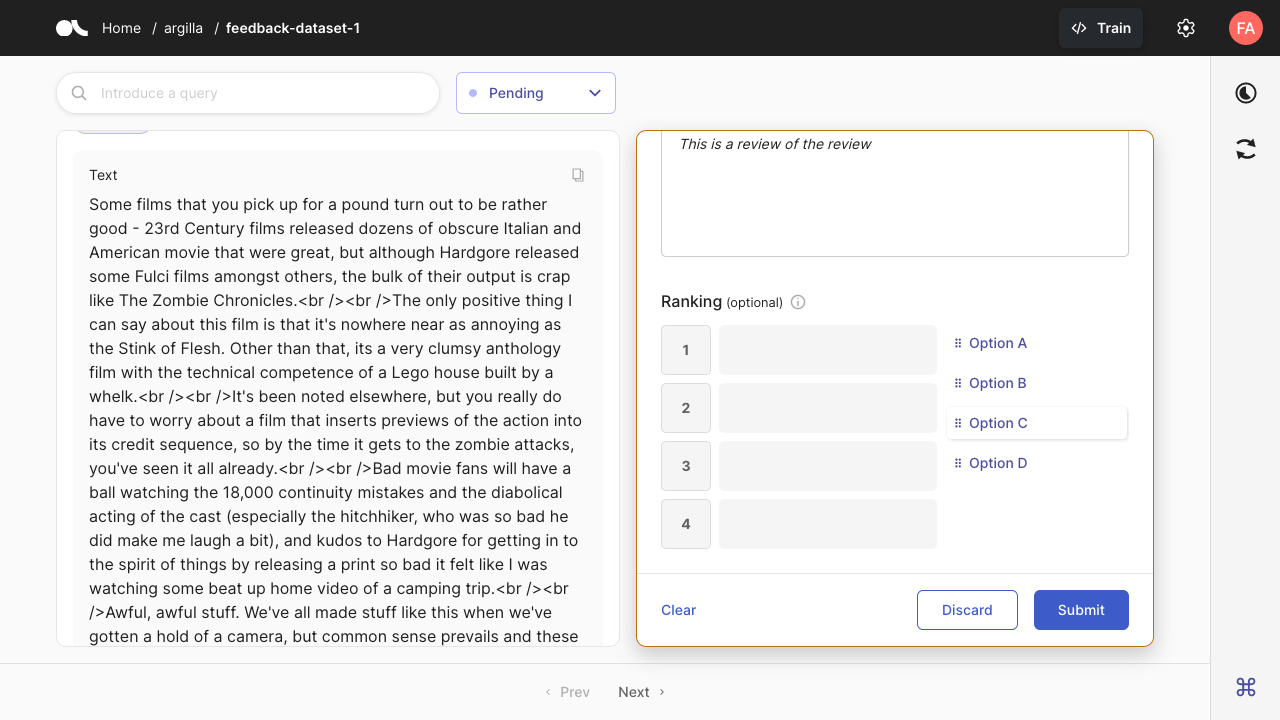 Home / argilla / feedback-dataset-1
Train
FA
Introduce a query
Pending
Text
Some films that you pick up for a pound turn out to be rather
good - 23rd Century films released dozens of obscure Italian and
American movie that were great, but although Hardgore released
some Fulci films amongst others, the bulk of their output is crap
like The Zombie Chronicles.<br /><br />The only positive thing I
can say about this film is that it's nowhere near as annoying as
the Stink of Flesh. Other than that, its a very clumsy anthology
film with the technical competence of a Lego house built by a
whelk.<br /><br />It's been noted elsewhere, but you really do
have to worry about a film that inserts previews of the action into
its credit sequence, so by the time it gets to the zombie attacks,
you've seen it all already.<br /><br />Bad movie fans will have a
ball watching the 18,000 continuity mistakes and the diabolical
acting of the cast (especially the hitchhiker, who was so bad he
did make me laugh a bit), and kudos to Hardgore for getting in to
the spirit of things by releasing a print so bad it felt like I was
watching some beat up home video of a camping trip.<br /><br
/>Awful, awful stuff. We've all made stuff like this when we've
gotten a hold of a camera, but common sense prevails and these
This is a review of the review
Ranking (optional)
1
2
3
4
Option A
Option B
Option C
Option D
Clear
Discard
Submit
Prev
Next